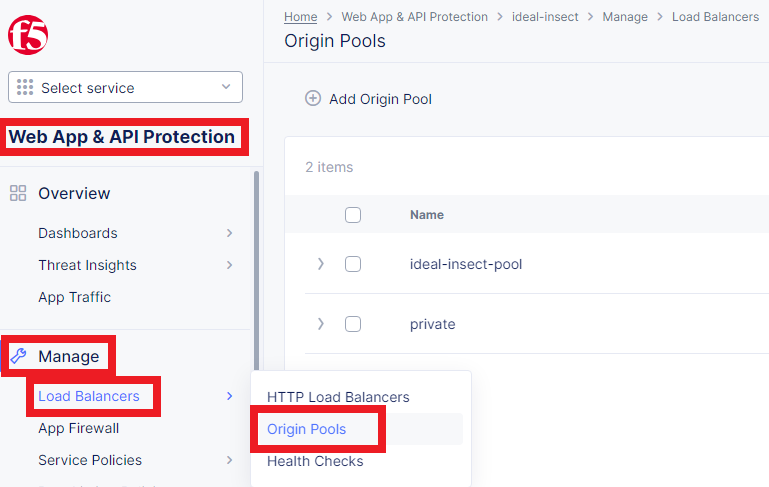 f5
Select service
Web App & API Protection
Overview
Dashboards
Threat Insights
App Traffic
Manage
Load Balancers
App Firewall
Service Policies
Home > Web App & API Protection > ideal-insect > Manage > Load Balancers
Origin Pools
Add Origin Pool
2 items
Name
ideal-insect-pool
private
HTTP Load Balancers
Origin Pools
Health Checks